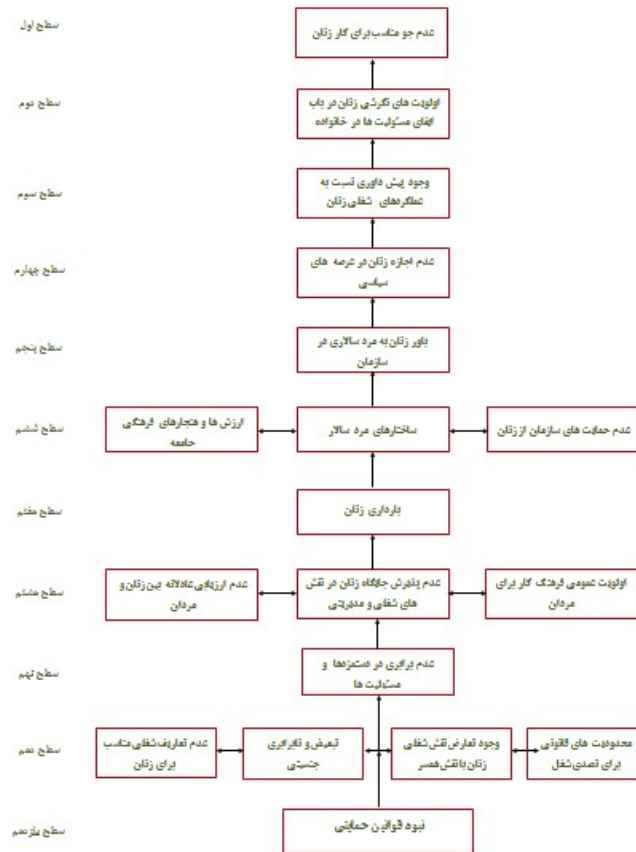 سطح اول
عدم جو مناسب برای کار زنان
سطح دوم
اولویت های نگرشی زنان در باب
ایفای مسئولیت ها در خانواده
سطح سوم
وجود پیش داوری نسبت به
عملکردهای شغلی زنان
سطح چهارم
عدم اجازه زنان در عرصه های
سیاسی
سطح پنجم
باور زنان به مرد سالاری در
سازمان
سطح ششم
عدم حمایت های سازمان از زنان
ساختارهای مرد سالار
ارزش ها و هنجارهای فرهنگی
جامعه
سطح هفتم
بارداری زنان
سطح هشتم
اولویت عمومی فرهنگ کار برای
مردان
عدم پذیرش جایگاه زنان در نقش
های شغلی و مدیریتی
عدم ارزیابی عادلانه بین زنان و
مردان
سطح نهم
عدم برابری در دستمزدها و
مسئولیت ها
سطح دهم
محدودیت های قانونی
برای تصدی شغل
وجود تعارض نقش شغلی
زنان با نقش همسر
تبعیض و نابرابری
جنسیتی
عدم تعاریف شغلی مناسب
برای زنان
سطح یازدهم
نبود قوانین حمایتی